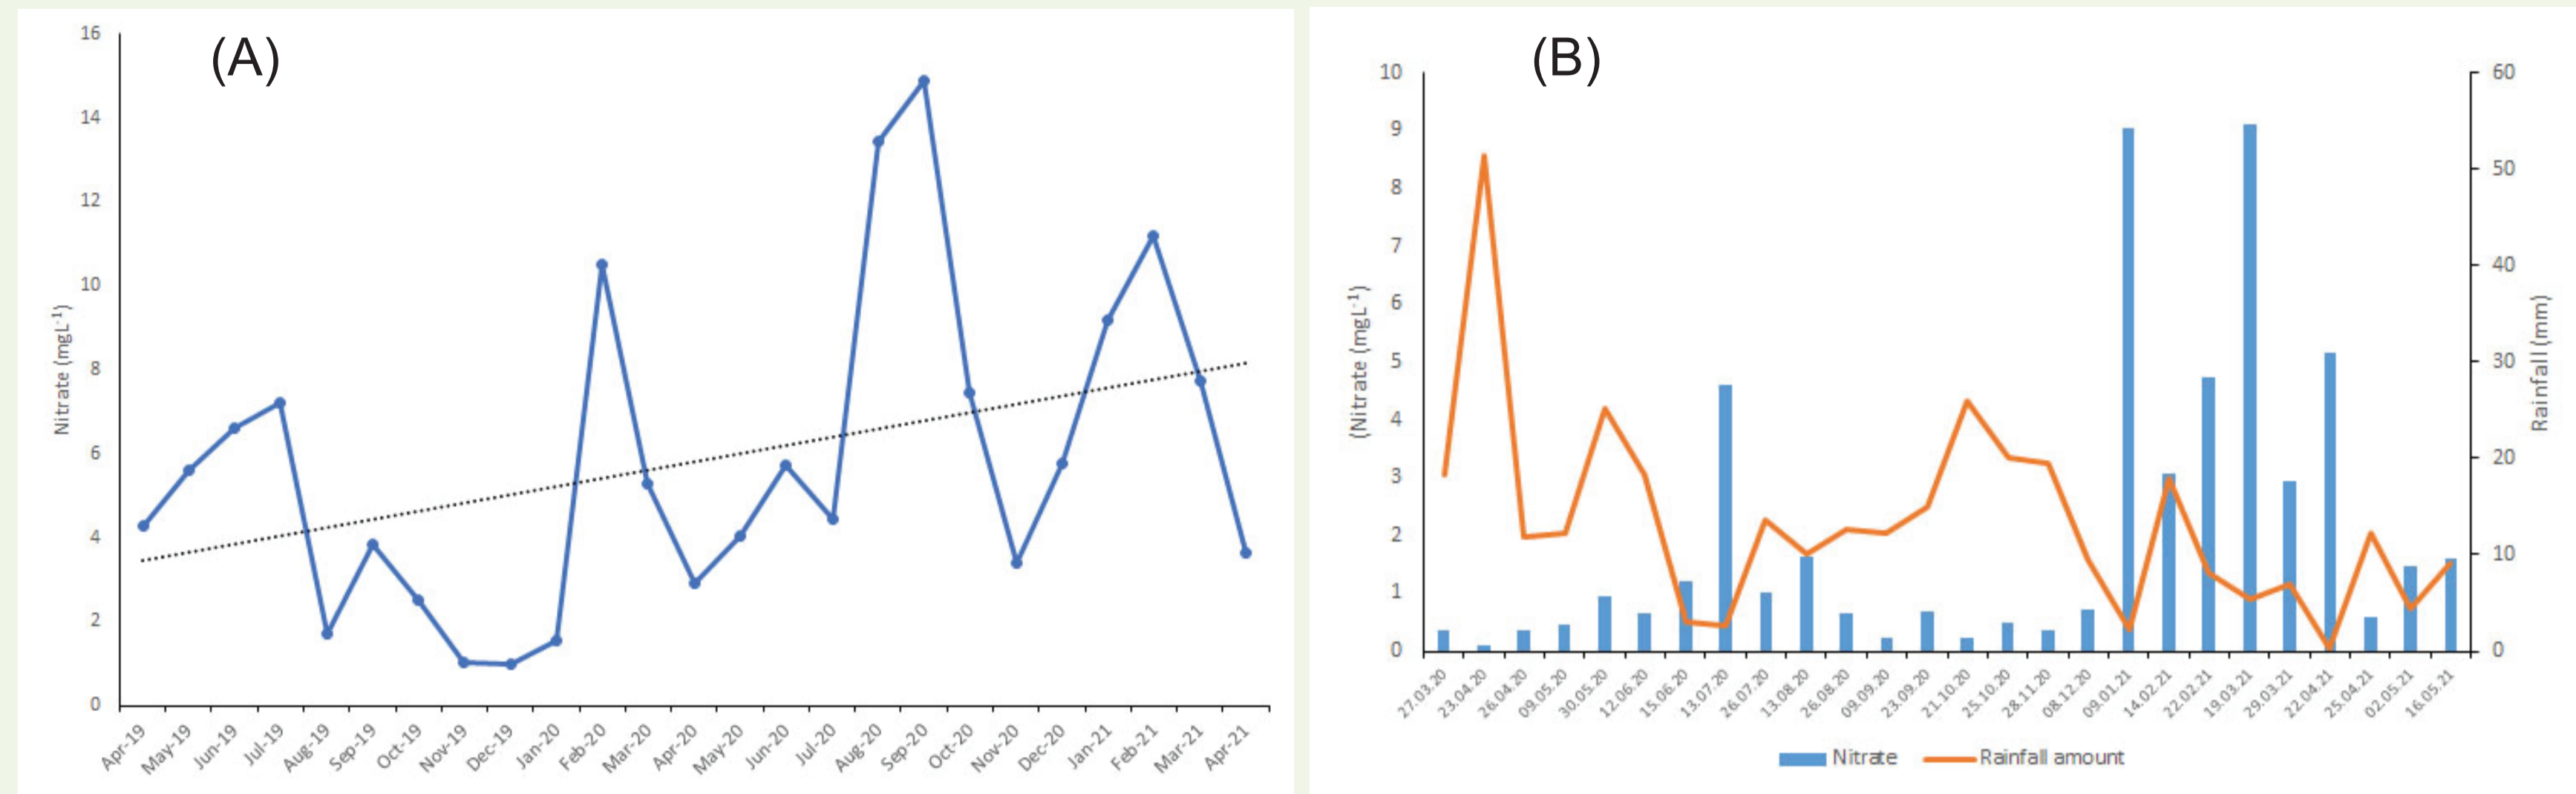 (A)
16
14
12
10
8
6
4
2
0
Nitrate (mgL-1)
Apr-19
May-19
Jun-19
Jul-19
Aug-19
Sep-19
Oct-19
Nov-19
Dec-19
Jan-20
Feb-20
Mar-20
Apr-20
May-20
Jun-20
Jul-20
Aug-20
Sep-20
Oct-20
Nov-20
Dec-20
Jan-21
Feb-21
Mar-21
Apr-21
(B)
10
9
8
7
6
5
4
3
2
1
0
(Nitrate (mgL-1)
60
50
40
30
20
10
0
Rainfall (mm)
27.03.20
23.04.20
26.04.20
09.05.20
30.05.20
12.06.20
15.06.20
13.07.20
26.07.20
13.08.20
26.08.20
09.09.20
23.09.20
21.10.20
25.10.20
28.11.20
08.12.20
09.01.21
14.02.21
22.02.21
19.03.21
29.03.21
22.04.21
25.04.21
02.05.21
16.05.21
Nitrate
Rainfall amount